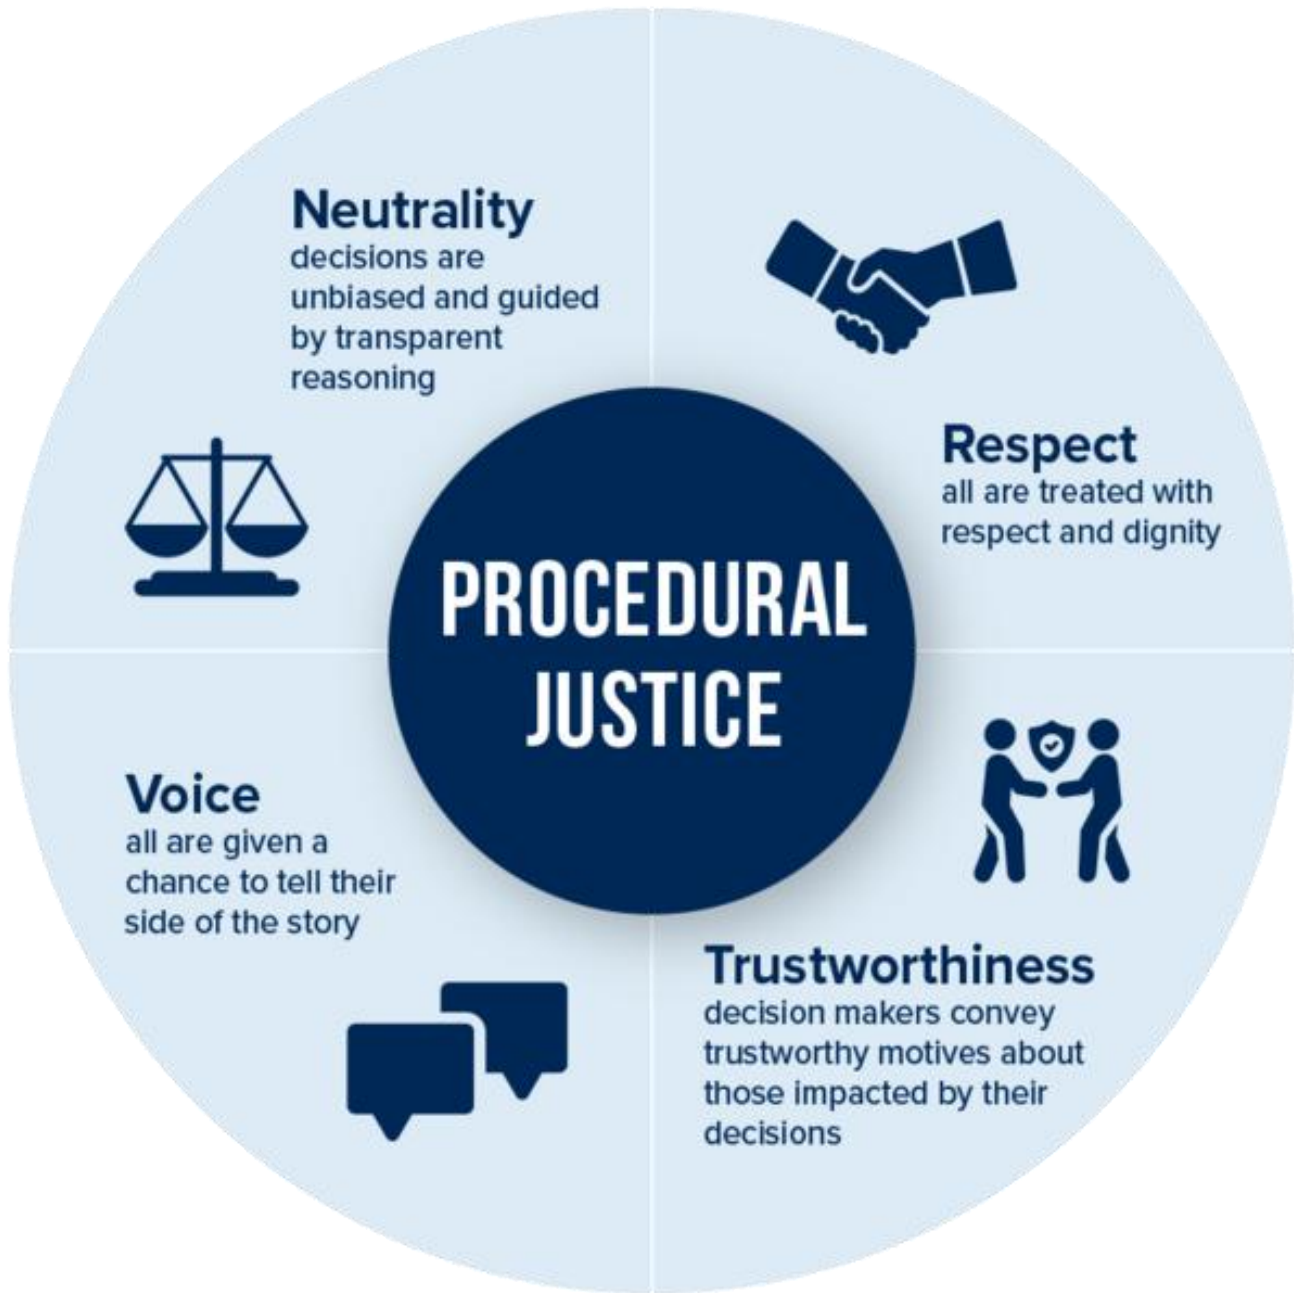 Neutrality
decisions are
unbiased and guided
by transparent
reasoning
Respect
all are treated with
respect and dignity
PROCEDURAL
JUSTICE
Voice
all are given a
chance to tell their
side of the story
Trustworthiness
decision makers convey
trustworthy motives about
those impacted by their
decisions